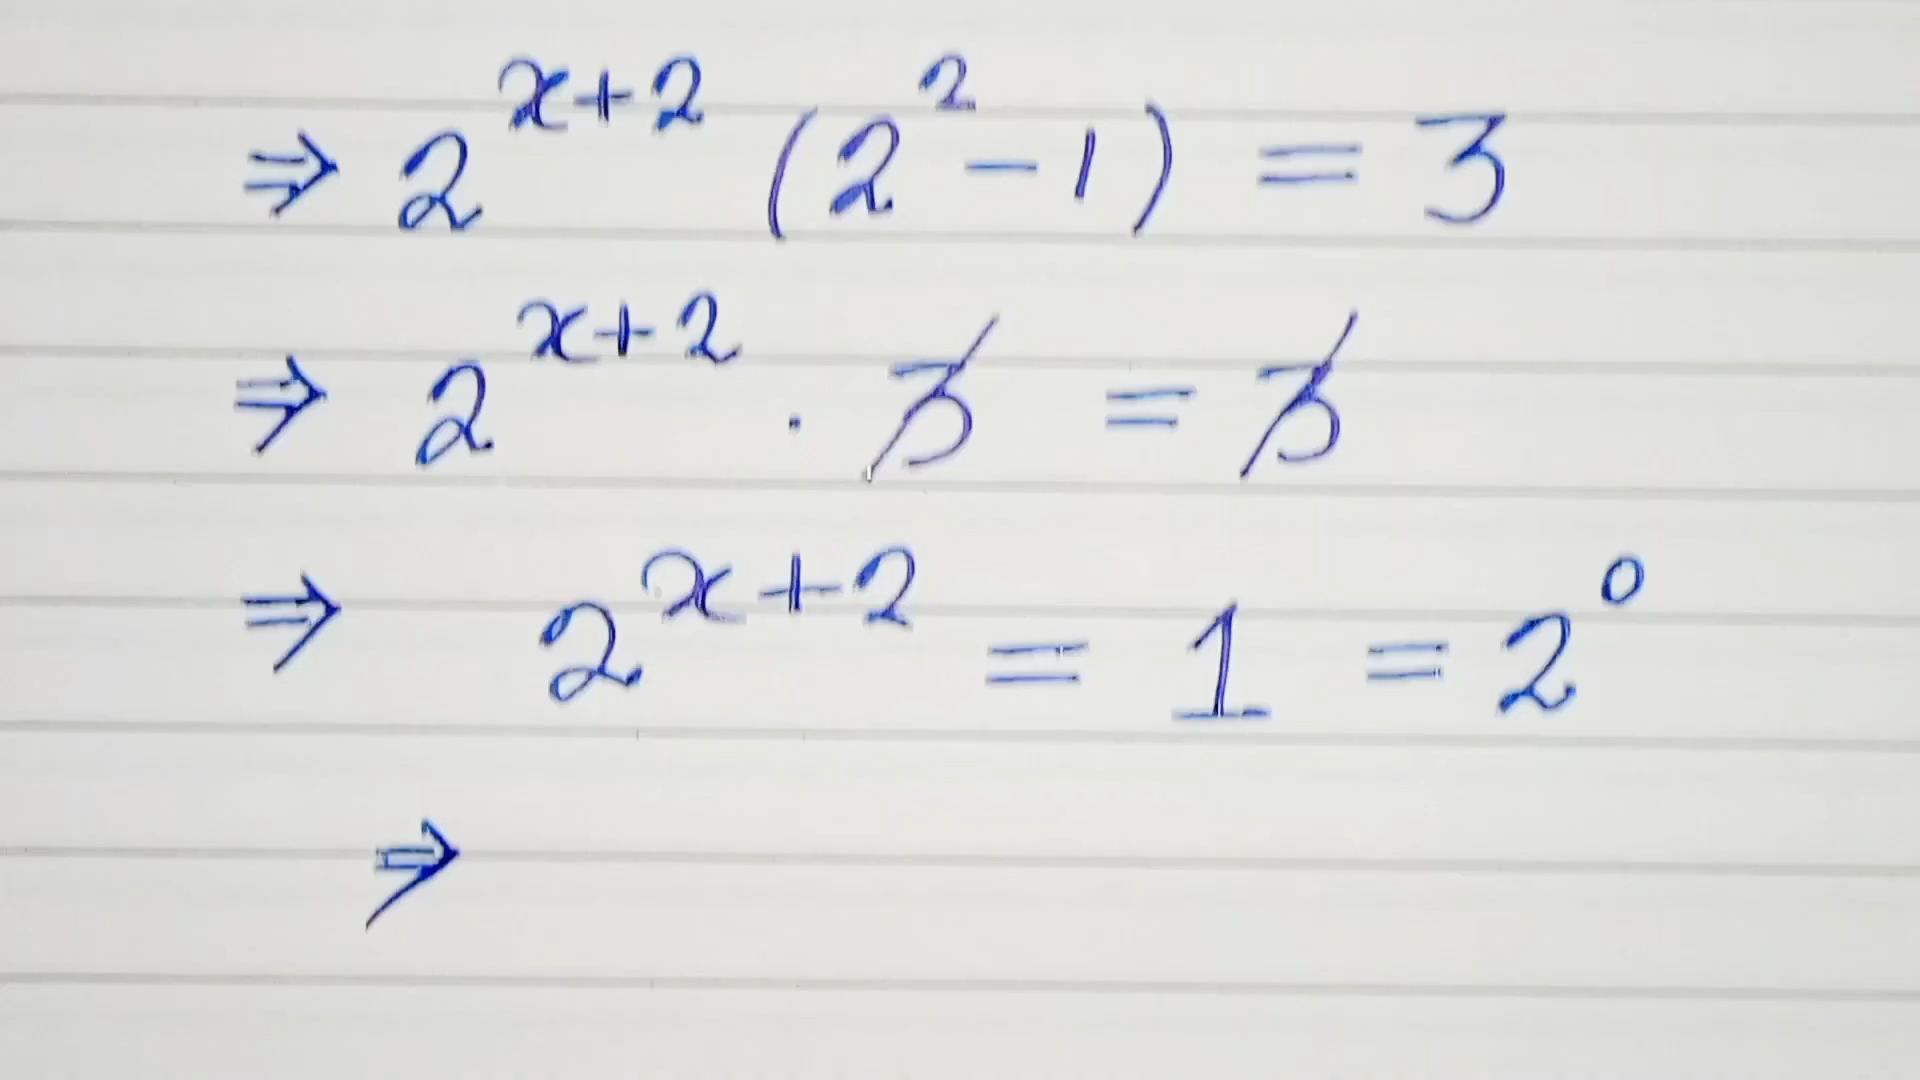 ⇒ 2^{x+2} (2^2 - 1) = 3
⇒ 2^{x+2} . 3 = 3
⇒ 2^{x+2} = 1 = 2^0
⇒